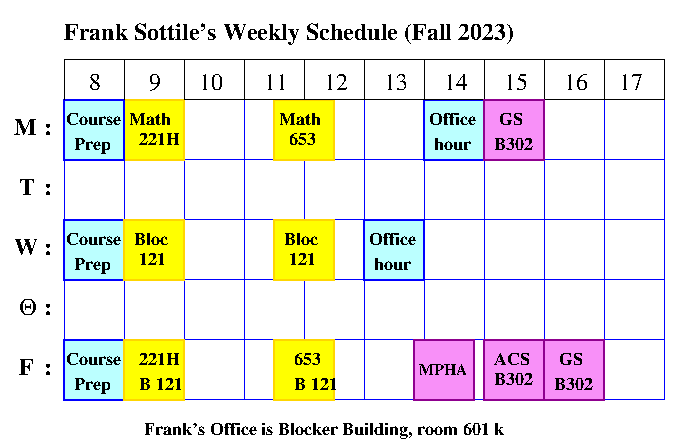 Frank Sottile's Weekly Schedule (Fall 2023)
8 9 10 11 12 13 14 15 16 17
M : Course Prep Math 221H Math 653 Office hour GS B302
T :
W : Course Prep Bloc 121 Bloc 121 Office hour
Θ :
F : Course Prep 221H B 121 653 B 121 MPHA ACS B302 GS B302
Frank's Office is Blocker Building, room 601 k